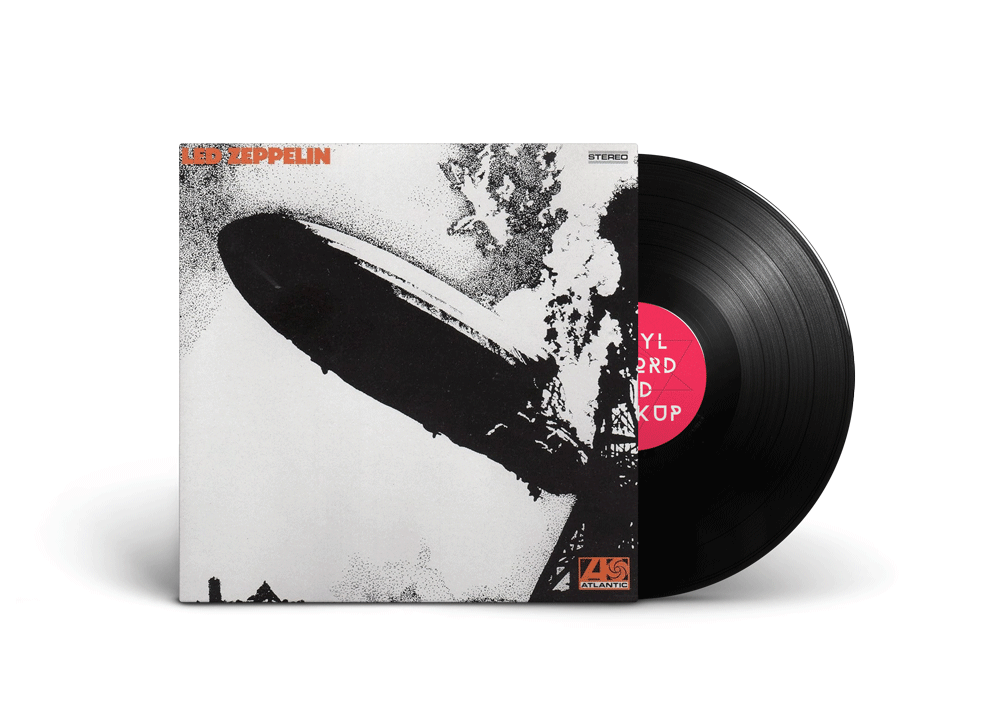 LED ZEPPELIN
STEREO
YL
ORD
D
KUP
ATLANTIC